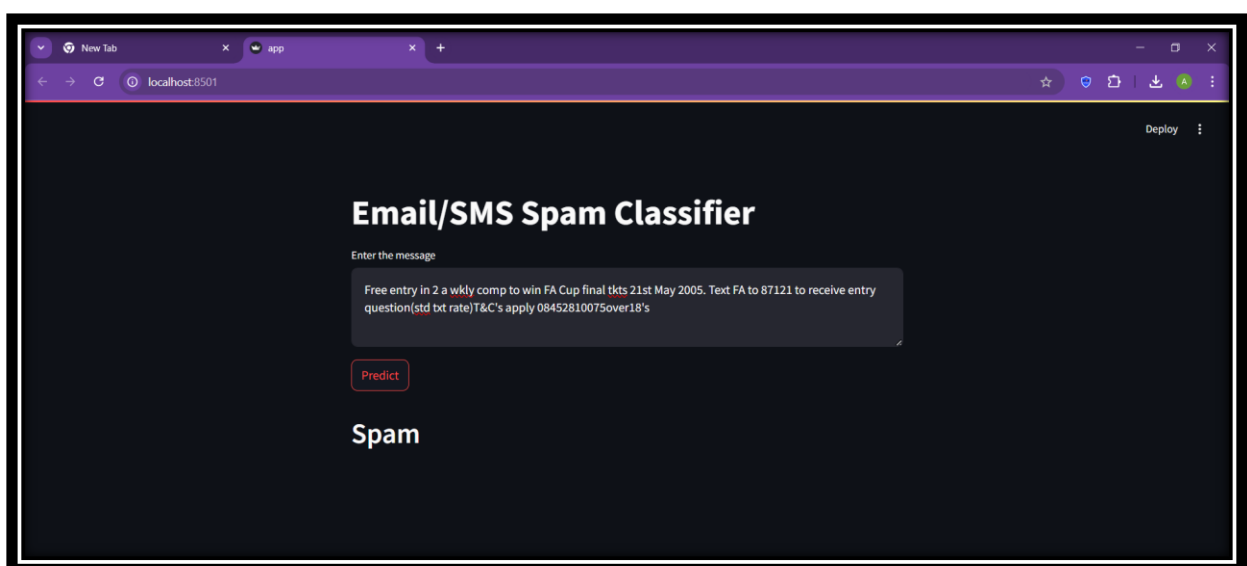 New Tab
app
localhost:8501
A
Deploy
Email/SMS Spam Classifier
Enter the message
Free entry in 2 a wkly comp to win FA Cup final tkts 21st May 2005. Text FA to 87121 to receive entry
question(std txt rate)T&C's apply 08452810075over18's
Predict
Spam